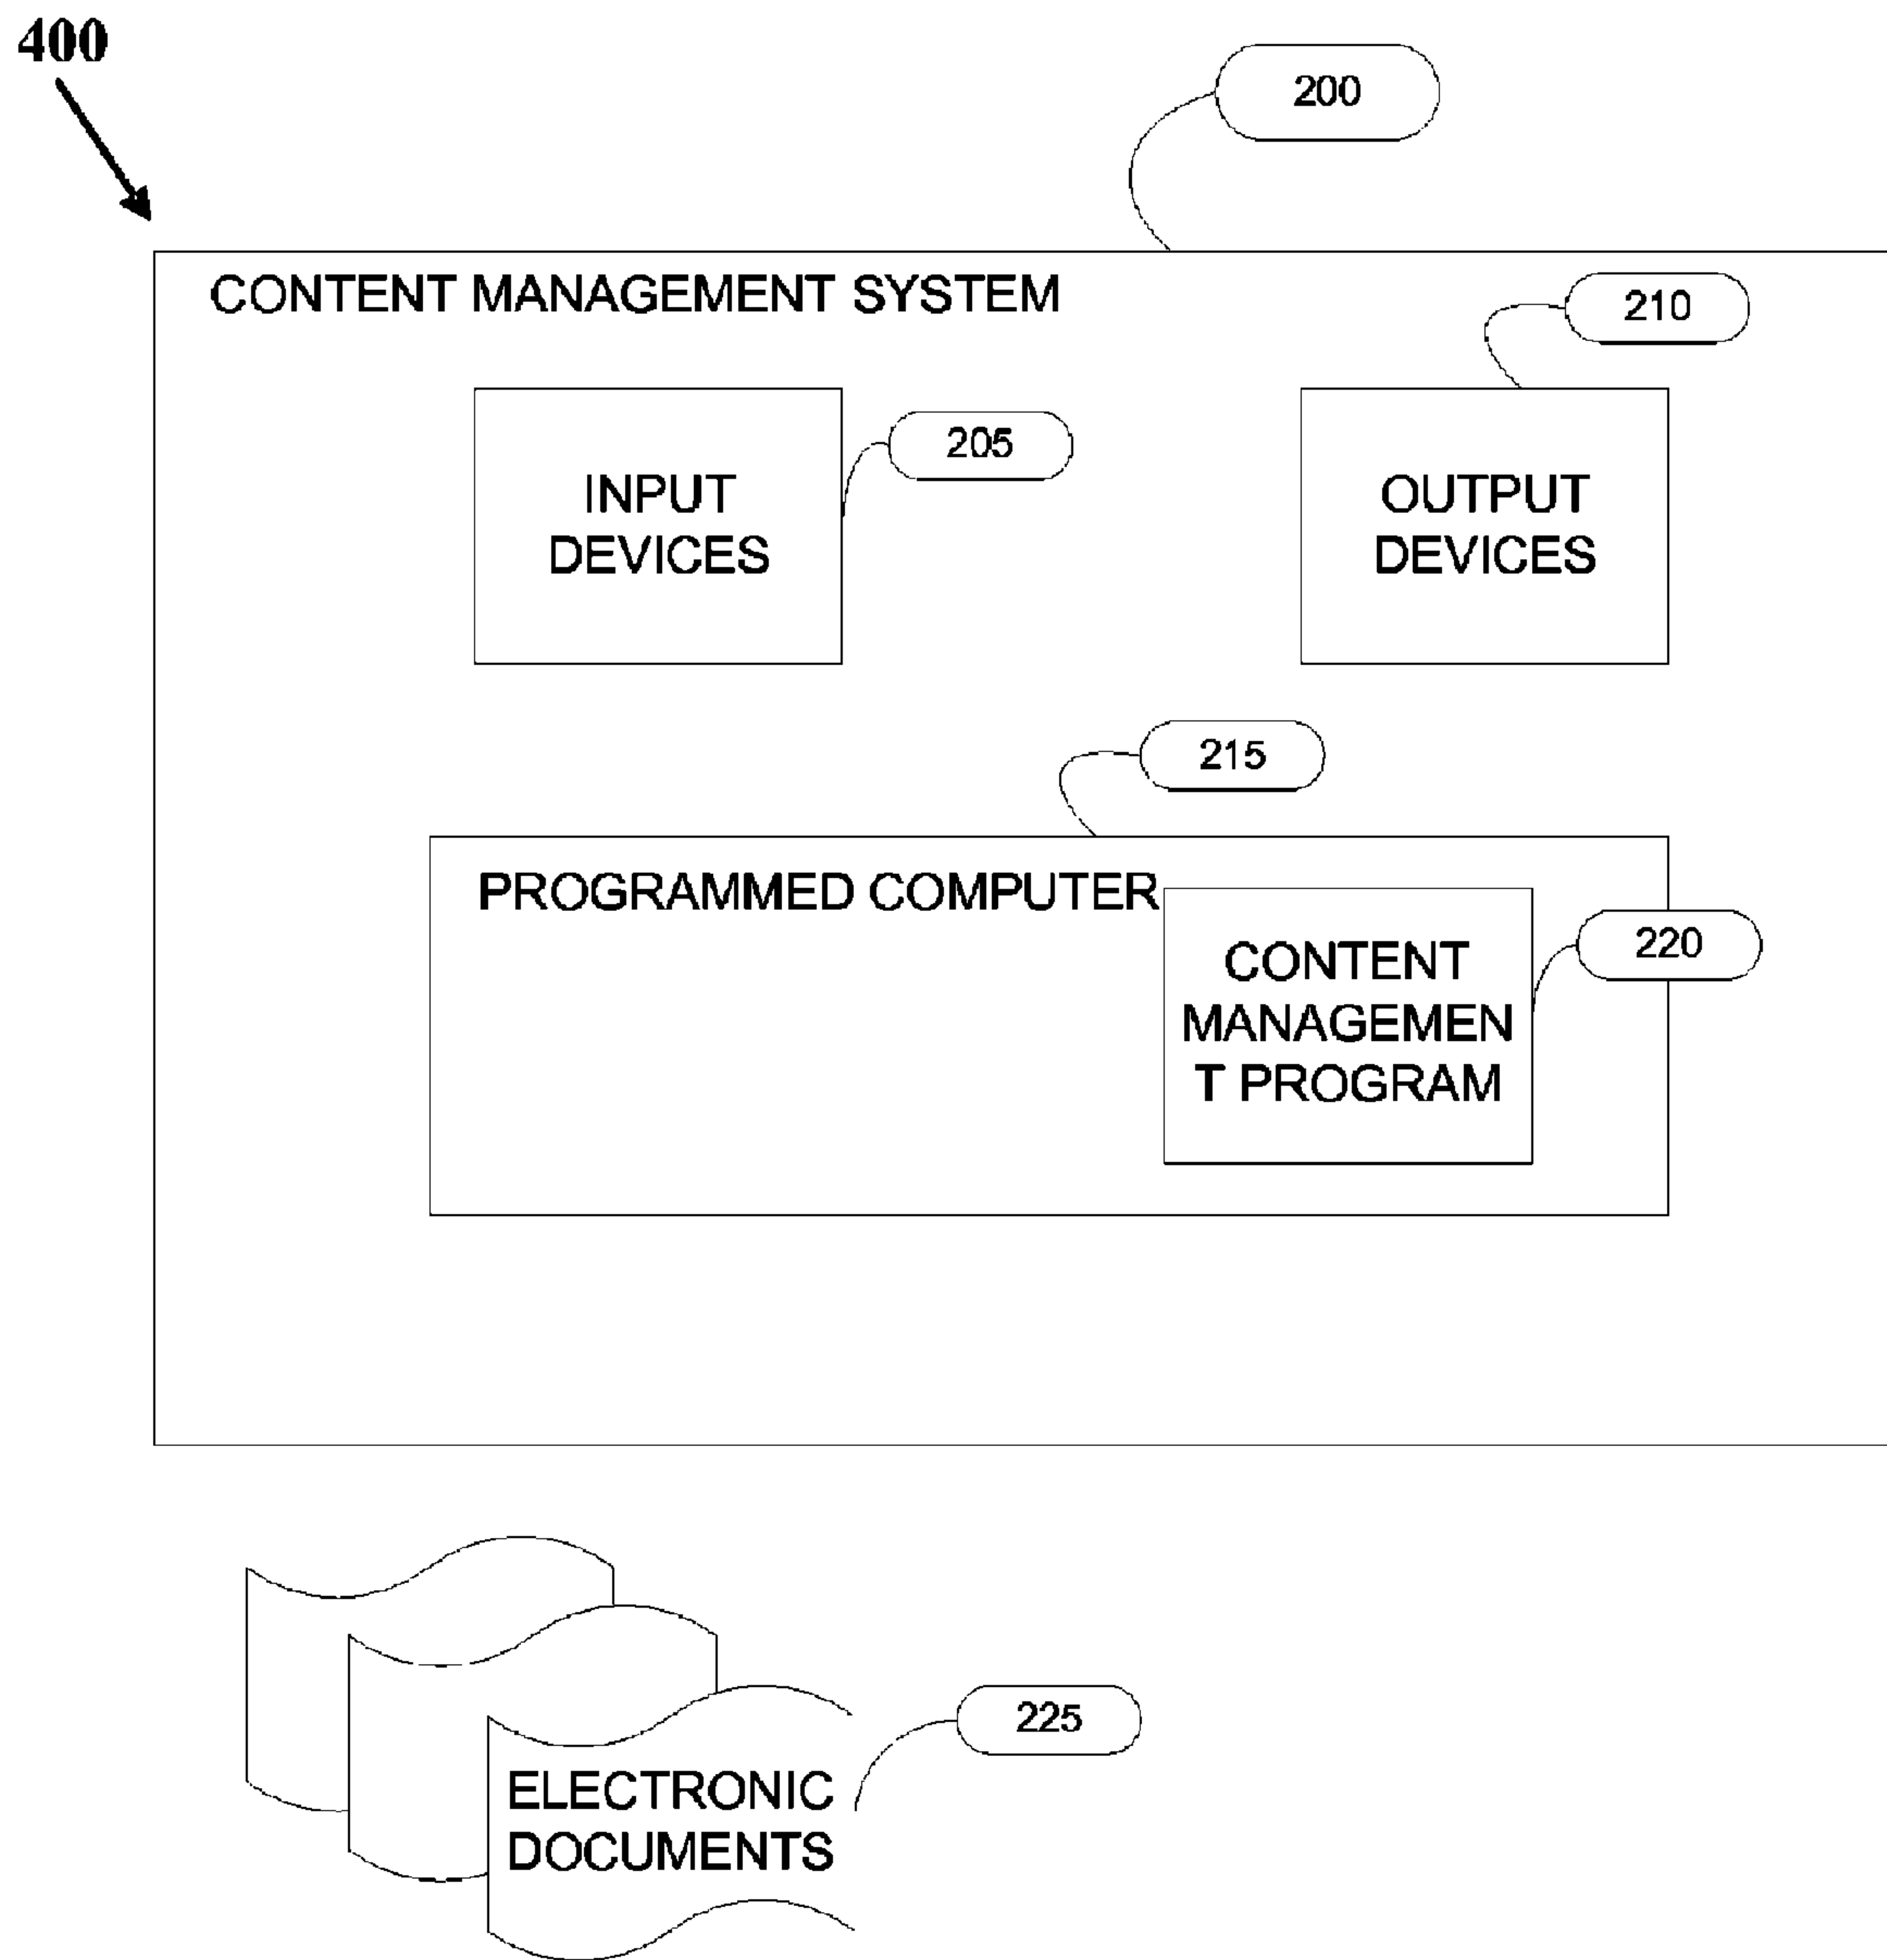 400
200
CONTENT MANAGEMENT SYSTEM
210
205
INPUT
DEVICES
OUTPUT
DEVICES
215
PROGRAMMED COMPUTER
220
CONTENT
MANAGEMEN
T PROGRAM
225
ELECTRONIC
DOCUMENTS